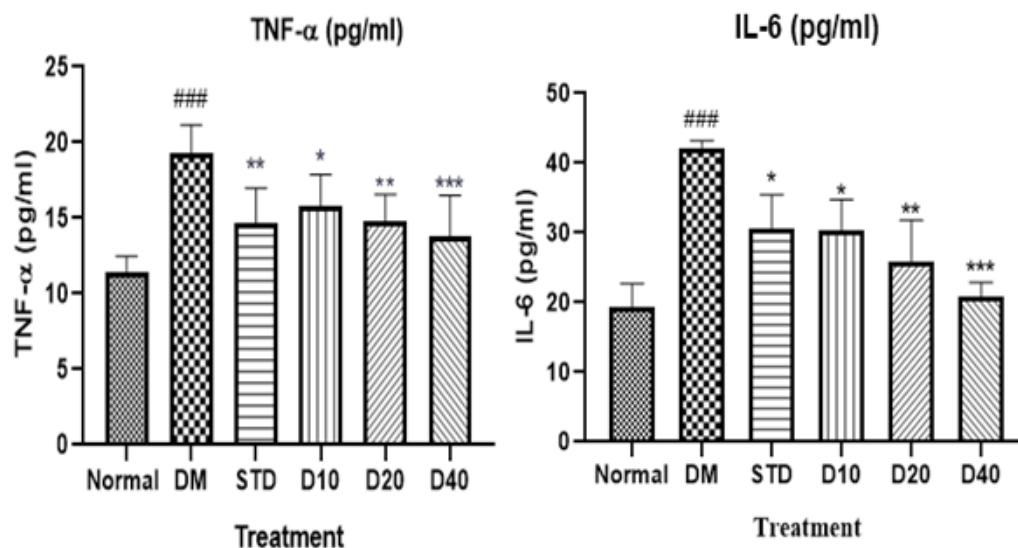 TNF-α (pg/ml)
TNF-α (pg/ml)
25
20
15
10
5
0
###
**
*
**
***
Normal DM STD D10 D20 D40
Treatment
IL-6 (pg/ml)
IL-6 (pg/ml)
50
40
30
20
10
0
###
*
*
**
***
Normal DM STD D10 D20 D40
Treatment